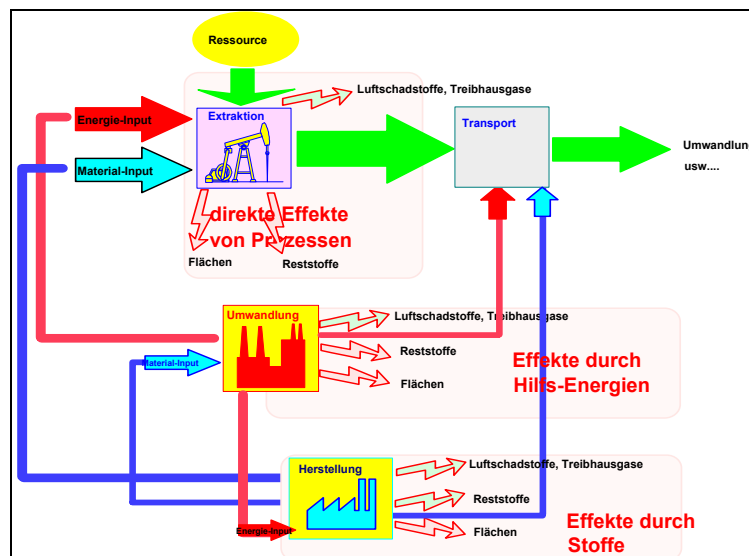 Ressource
Luftschadstoffe, Treibhausgase
Energie-Input
Extraktion
Transport
Umwandlung
usw....
Material-Input
direkte Effekte
von Prozessen
Flächen
Reststoffe
Umwandlung
Luftschadstoffe, Treibhausgase
Material-Input
Reststoffe
Flächen
Effekte durch
Hilfs-Energien
Herstellung
Luftschadstoffe, Treibhausgase
Reststoffe
Energie-Input
Flächen
Effekte durch
Stoffe